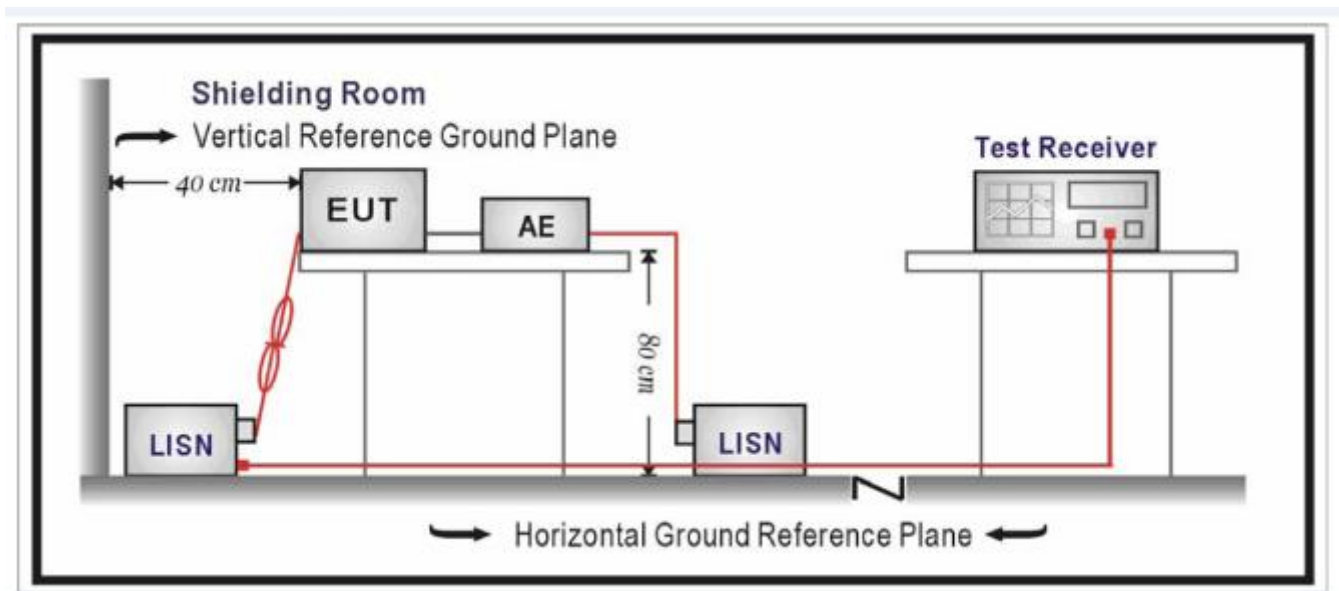 Shielding Room
Vertical Reference Ground Plane
40 cm
EUT
AE
Test Receiver
80 cm
LISN
LISN
Horizontal Ground Reference Plane